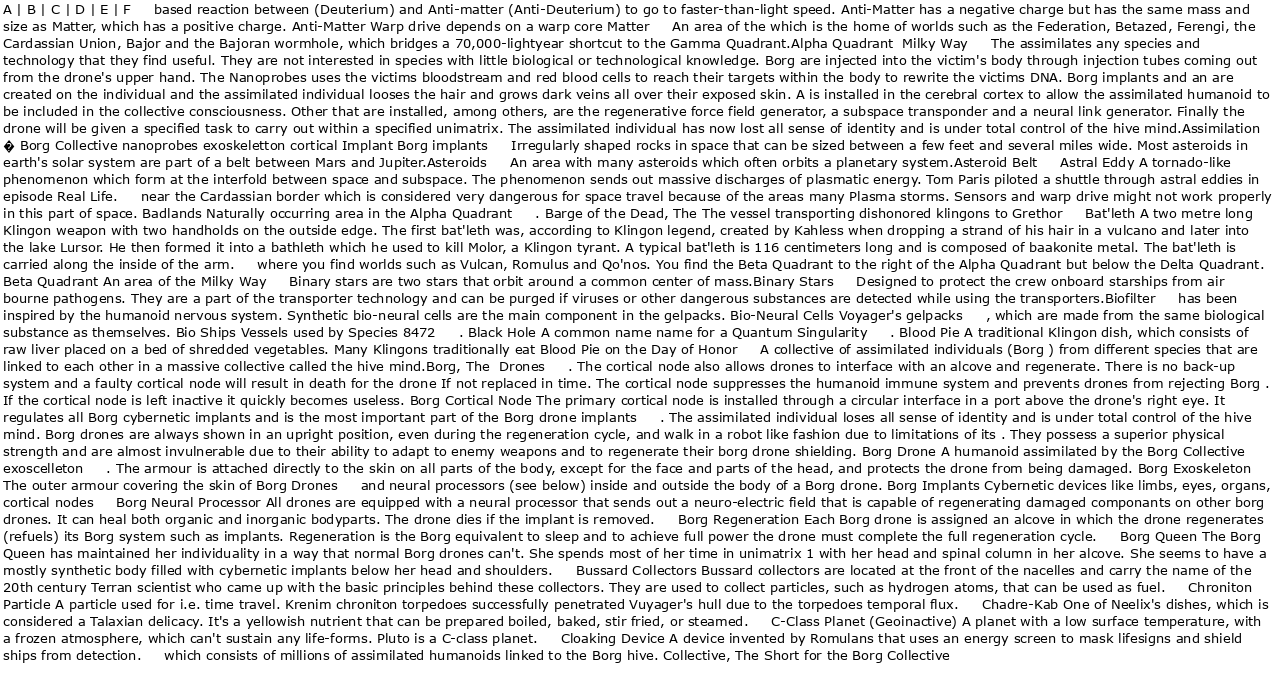 A | B | C | D | E | F based reaction between (Deuterium) and Anti-matter (Anti-Deuterium) to go to faster-than-light speed. Anti-Matter has a negative charge but has the same mass and
size as Matter, which has a positive charge. Anti-Matter Warp drive depends on a warp core Matter An area of the which is the home of worlds such as the Federation, Betazed, Ferengi, the
Cardassian Union, Bajor and the Bajoran wormhole, which bridges a 70,000-lightyear shortcut to the Gamma Quadrant.Alpha Quadrant Milky Way The assimilates any species and
technology that they find useful. They are not interested in species with little biological or technological knowledge. Borg are injected into the victim's body through injection tubes coming out
from the drone's upper hand. The Nanoprobes uses the victims bloodstream and red blood cells to reach their targets within the body to rewrite the victims DNA. Borg implants and an are
created on the individual and the assimilated individual looses the hair and grows dark veins all over their exposed skin. A is installed in the cerebral cortex to allow the assimilated humanoid to
be included in the collective consciousness. Other that are installed, among others, are the regenerative force field generator, a subspace transponder and a neural link generator. Finally the
drone will be given a specified task to carry out within a specified unimatrix. The assimilated individual has now lost all sense of identity and is under total control of the hive mind.Assimilation
� Borg Collective nanoprobes exoskeletton cortical Implant Borg implants Irregularly shaped rocks in space that can be sized between a few feet and several miles wide. Most asteroids in
earth's solar system are part of a belt between Mars and Jupiter.Asteroids An area with many asteroids which often orbits a planetary system.Asteroid Belt Astral Eddy A tornado-like
phenomenon which form at the interfold between space and subspace. The phenomenon sends out massive discharges of plasmatic energy. Tom Paris piloted a shuttle through astral eddies in
episode Real Life. near the Cardassian border which is considered very dangerous for space travel because of the areas many Plasma storms. Sensors and warp drive might not work properly
in this part of space. Badlands Naturally occurring area in the Alpha Quadrant . Barge of the Dead, The The vessel transporting dishonored klingons to Grethor Bat'leth A two metre long
Klingon weapon with two handholds on the outside edge. The first bat'leth was, according to Klingon legend, created by Kahless when dropping a strand of his hair in a vulcano and later into
the lake Lursor. He then formed it into a bathleth which he used to kill Molor, a Klingon tyrant. A typical bat'leth is 116 centimeters long and is composed of baakonite metal. The bat'leth is
carried along the inside of the arm. where you find worlds such as Vulcan, Romulus and Qo'nos. You find the Beta Quadrant to the right of the Alpha Quadrant but below the Delta Quadrant.
Beta Quadrant An area of the Milky Way Binary stars are two stars that orbit around a common center of mass.Binary Stars Designed to protect the crew onboard starships from air
bourne pathogens. They are a part of the transporter technology and can be purged if viruses or other dangerous substances are detected while using the transporters.Biofilter has been
inspired by the humanoid nervous system. Synthetic bio-neural cells are the main component in the gelpacks. Bio-Neural Cells Voyager's gelpacks , which are made from the same biological
substance as themselves. Bio Ships Vessels used by Species 8472 . Black Hole A common name name for a Quantum Singularity . Blood Pie A traditional Klingon dish, which consists of
raw liver placed on a bed of shredded vegetables. Many Klingons traditionally eat Blood Pie on the Day of Honor A collective of assimilated individuals (Borg ) from different species that are
linked to each other in a massive collective called the hive mind.Borg, The Drones . The cortical node also allows drones to interface with an alcove and regenerate. There is no back-up
system and a faulty cortical node will result in death for the drone If not replaced in time. The cortical node suppresses the humanoid immune system and prevents drones from rejecting Borg .
If the cortical node is left inactive it quickly becomes useless. Borg Cortical Node The primary cortical node is installed through a circular interface in a port above the drone's right eye. It
regulates all Borg cybernetic implants and is the most important part of the Borg drone implants . The assimilated individual loses all sense of identity and is under total control of the hive
mind. Borg drones are always shown in an upright position, even during the regeneration cycle, and walk in a robot like fashion due to limitations of its . They possess a superior physical
strength and are almost invulnerable due to their ability to adapt to enemy weapons and to regenerate their borg drone shielding. Borg Drone A humanoid assimilated by the Borg Collective
exoscelleton . The armour is attached directly to the skin on all parts of the body, except for the face and parts of the head, and protects the drone from being damaged. Borg Exoskeleton
The outer armour covering the skin of Borg Drones and neural processors (see below) inside and outside the body of a Borg drone. Borg Implants Cybernetic devices like limbs, eyes, organs,
cortical nodes Borg Neural Processor All drones are equipped with a neural processor that sends out a neuro-electric field that is capable of regenerating damaged componants on other borg
drones. It can heal both organic and inorganic bodyparts. The drone dies if the implant is removed. Borg Regeneration Each Borg drone is assigned an alcove in which the drone regenerates
(refuels) its Borg system such as implants. Regeneration is the Borg equivalent to sleep and to achieve full power the drone must complete the full regeneration cycle. Borg Queen The Borg
Queen has maintained her individuality in a way that normal Borg drones can't. She spends most of her time in unimatrix 1 with her head and spinal column in her alcove. She seems to have a
mostly synthetic body filled with cybernetic implants below her head and shoulders. Bussard Collectors Bussard collectors are located at the front of the nacelles and carry the name of the
20th century Terran scientist who came up with the basic principles behind these collectors. They are used to collect particles, such as hydrogen atoms, that can be used as fuel. Chroniton
Particle A particle used for i.e. time travel. Krenim chroniton torpedoes successfully penetrated Vuyager's hull due to the torpedoes temporal flux. Chadre-Kab One of Neelix's dishes, which is
considered a Talaxian delicacy. It's a yellowish nutrient that can be prepared boiled, baked, stir fried, or steamed. C-Class Planet (Geoinactive) A planet with a low surface temperature, with
a frozen atmosphere, which can't sustain any life-forms. Pluto is a C-class planet. Cloaking Device A device invented by Romulans that uses an energy screen to mask lifesigns and shield
ships from detection. which consists of millions of assimilated humanoids linked to the Borg hive. Collective, The Short for the Borg Collective